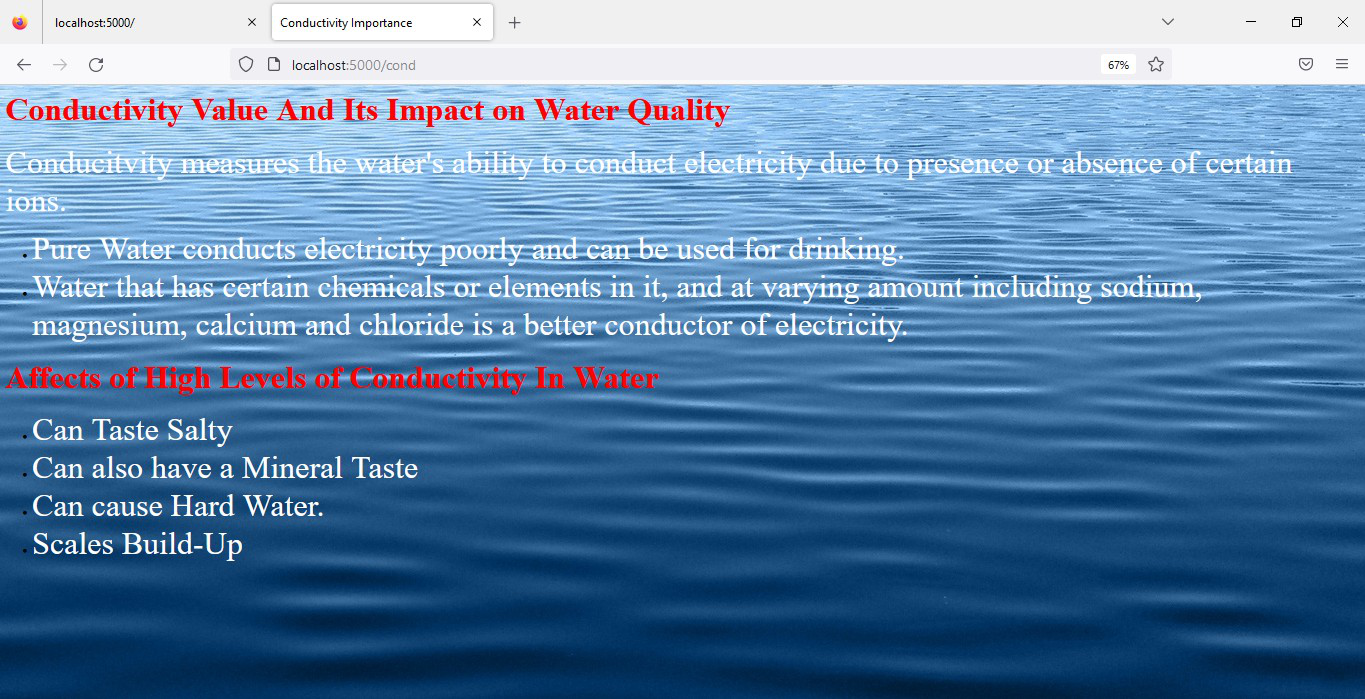 localhost:5000/
Conductivity Importance
localhost:5000/cond
67%
Conductivity Value And Its Impact on Water Quality
Conducitvity measures the water's ability to conduct electricity due to presence or absence of certain
ions.
Pure Water conducts electricity poorly and can be used for drinking.
Water that has certain chemicals or elements in it, and at varying amount including sodium,
magnesium, calcium and chloride is a better conductor of electricity.
Affects of High Levels of Conductivity In Water
Can Taste Salty
Can also have a Mineral Taste
Can cause Hard Water.
Scales Build-Up